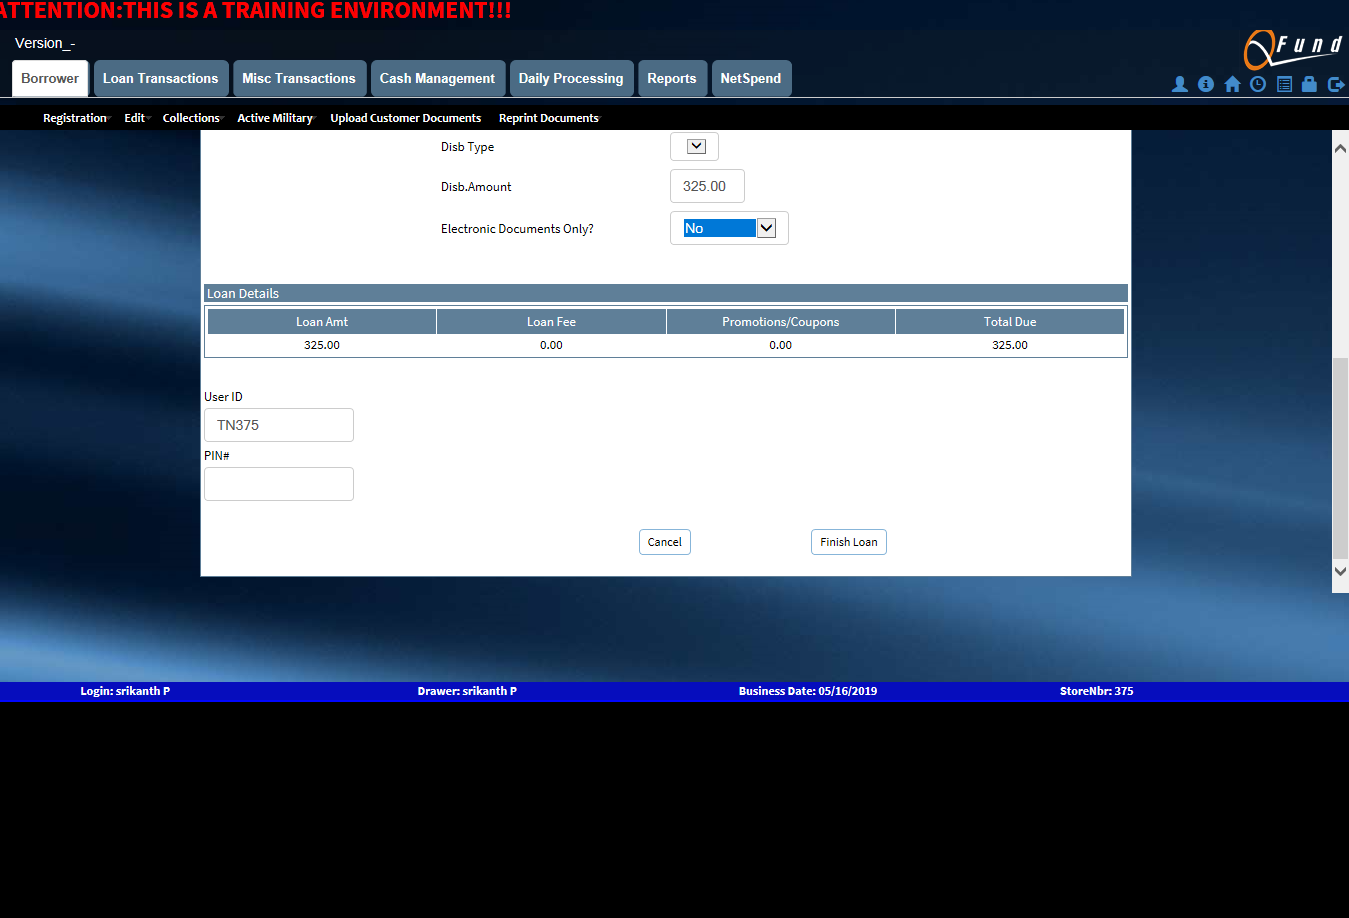 ATTENTION:THIS IS A TRAINING ENVIRONMENT!!!
Version_-
Fund
Borrower Loan Transactions Misc Transactions Cash Management Daily Processing Reports NetSpend
Registration Edit Collections Active Military Upload Customer Documents Reprint Documents
Disb Type
Disb.Amount 325.00
Electronic Documents Only? No
Loan Details
Loan Amt Loan Fee Promotions/Coupons Total Due
325.00 0.00 0.00 325.00
User ID
TN375
PIN#
Cancel Finish Loan
Login: srikanth P Drawer: srikanth P Business Date: 05/16/2019 StoreNbr: 375